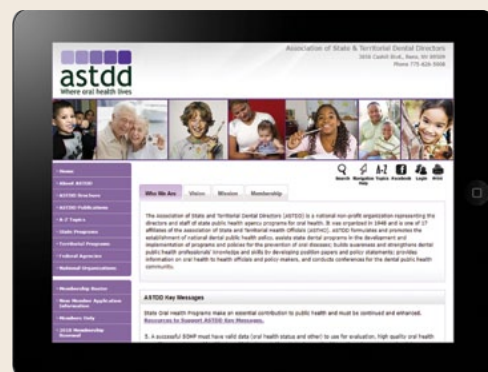 Association of State & Territorial Dental Directors
3858 Cashill Blvd., Reno, NV 89509
Phone 775-626-5008
astdd
Where oral health lives
Search
Navigation Help
A-Z Topics
Facebook
Login
Print
Home
About ASTDD
ASTDD Brochure
ASTDD Publications
A-Z Topics
State Programs
Territorial Programs
Federal Agencies
National Organizations
Membership Roster
New Member Application
Information
Members Only
2018 Membership
Renewal
Who We Are
Vision
Mission
Membership
The Association of State and Territorial Dental Directors (ASTDD) is a national non-profit organization representing the
directors and staff of state public health agency programs for oral health. It was organized in 1948 and is one of 17
affiliates of the Association of State and Territorial Health Officials (ASTHO). ASTDD formulates and promotes the
establishment of national dental public health policy, assists state dental programs in the development and
implementation of programs and policies for the prevention of oral diseases; builds awareness and strengthens dental
public health professionals' knowledge and skills by developing position papers and policy statements; provides
information on oral health to health officials and policy makers, and conducts conferences for the dental public health
community.
ASTDD Key Messages
State Oral Health Programs make an essential contribution to public health and must be continued and enhanced.
Resources to Support ASTDD Key Messages.
A successful SOHP must have valid data (oral health status and other) to use for evaluation, high quality oral health